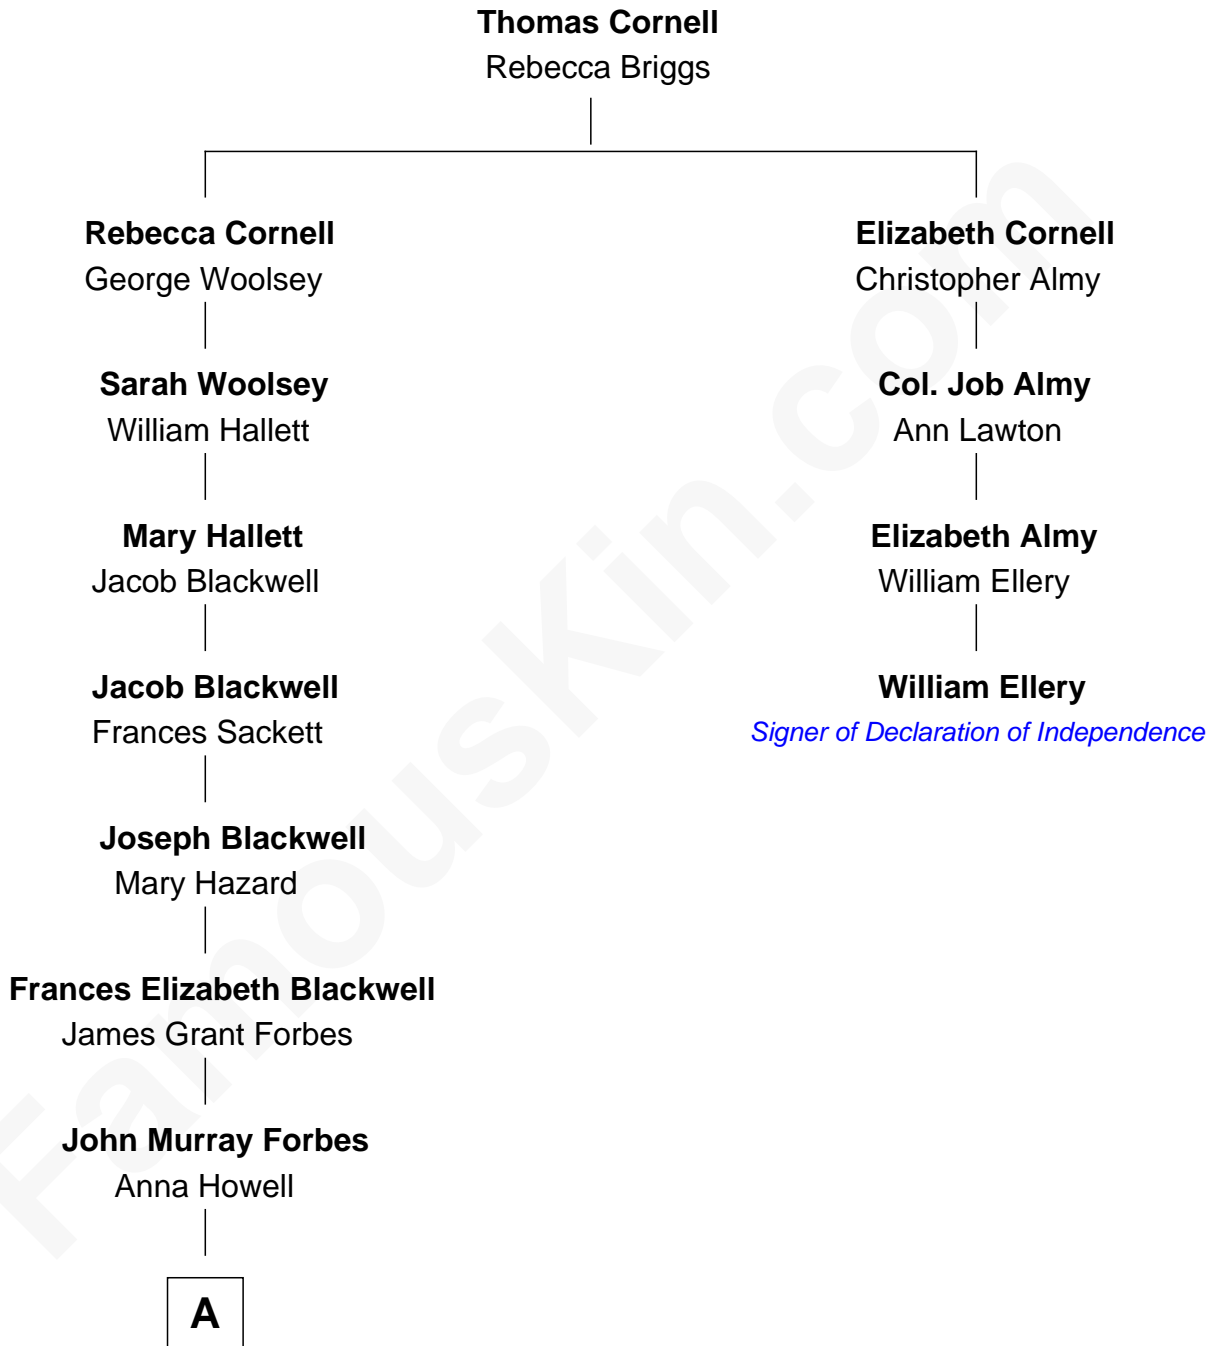 Thomas Cornell
Rebecca Briggs
Rebecca Cornell
George Woolsey
Elizabeth Cornell
Christopher Almy
Sarah Woolsey
William Hallett
Col. Job Almy
Ann Lawton
Mary Hallett
Jacob Blackwell
Elizabeth Almy
William Ellery
Jacob Blackwell
Frances Sackett
William Ellery
Signer of Declaration of Independence
Joseph Blackwell
Mary Hazard
Frances Elizabeth Blackwell
James Grant Forbes
John Murray Forbes
Anna Howell
A
FamousKin.com